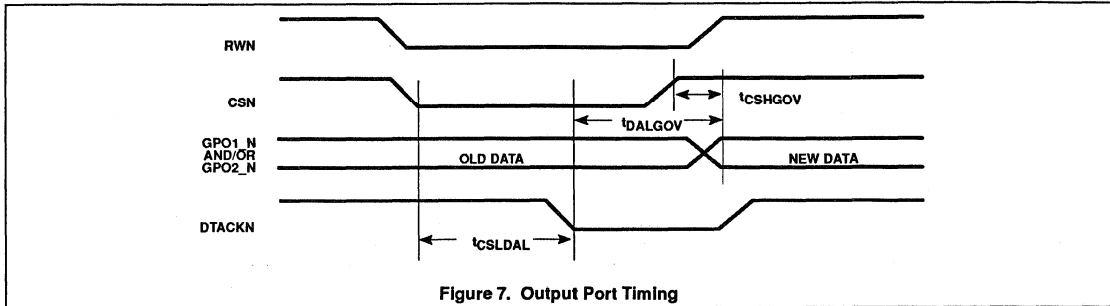 RWN
CSN
tCSHGOV
tDALGOV
GPO1_N
AND/OR
GPO2_N
OLD DATA
NEW DATA
DTACKN
tCSLDAL
Figure 7. Output Port Timing